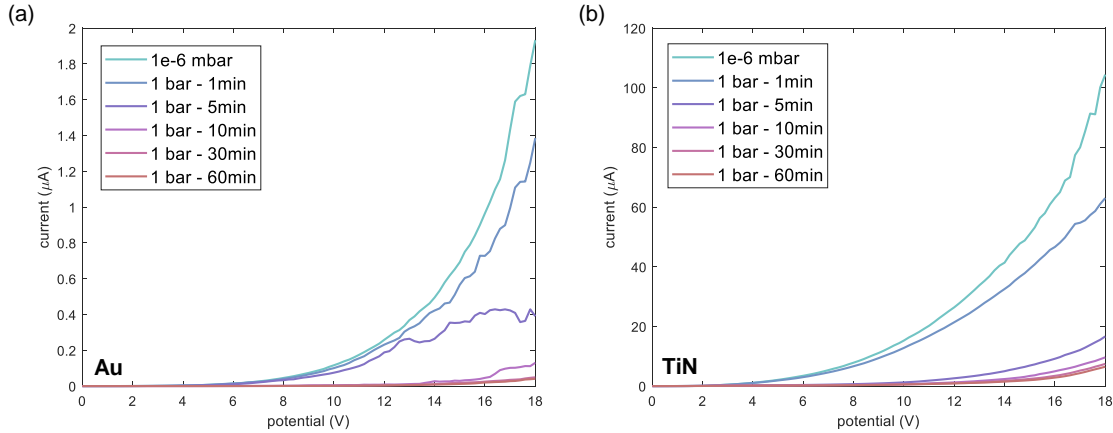 (a)
2
1.8
1.6
1.4
1.2
1
0.8
0.6
0.4
0.2
0
current (μA)
1e-6 mbar
1 bar - 1min
1 bar - 5min
1 bar - 10min
1 bar - 30min
1 bar - 60min
Au
0 2 4 6 8 10 12 14 16 18
potential (V)
(b)
120
100
80
60
40
20
0
current (μA)
1e-6 mbar
1 bar - 1min
1 bar - 5min
1 bar - 10min
1 bar - 30min
1 bar - 60min
TiN
0 2 4 6 8 10 12 14 16 18
potential (V)